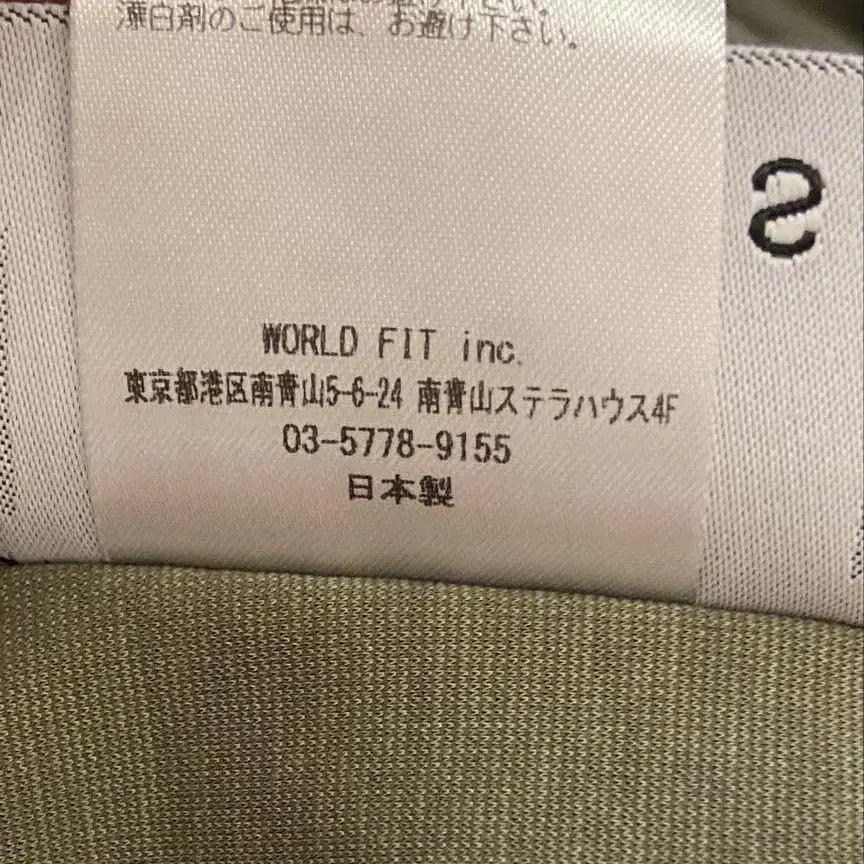 漂白剤のご使用は、お避け下さい。
S
WORLD FIT inc.
東京都港区南青山5-6-24 南青山ステラハウス4F
03-5778-9155
日本製